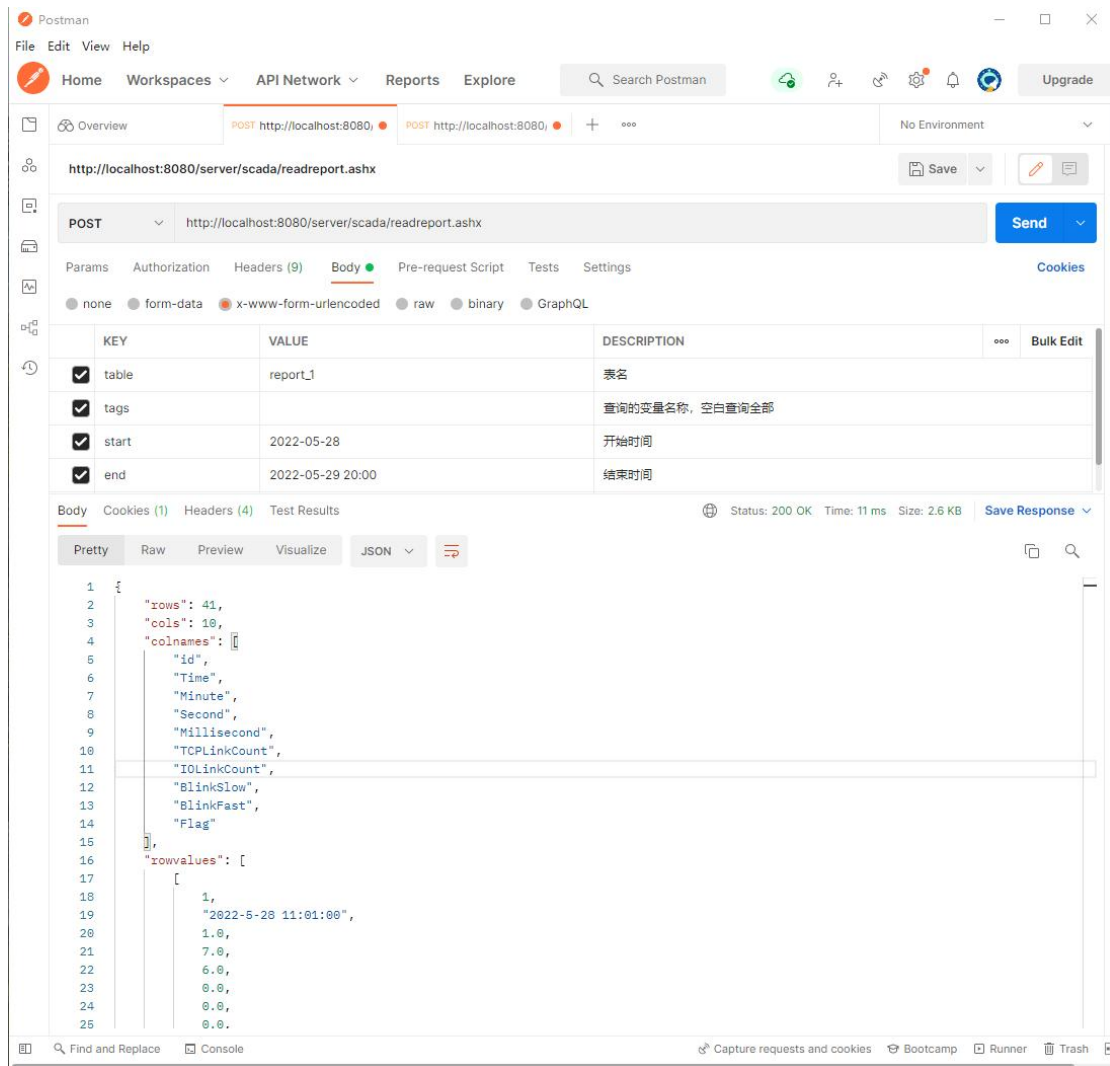 Postman
File Edit View Help
Home Workspaces API Network Reports Explore Search Postman Upgrade
Overview POST http://localhost:8080/ POST http://localhost:8080/ No Environment
http://localhost:8080/server/scada/readreport.ashx Save
POST http://localhost:8080/server/scada/readreport.ashx Send
Params Authorization Headers (9) Body Pre-request Script Tests Settings Cookies
none form-data x-www-form-urlencoded raw binary GraphQL
KEY VALUE DESCRIPTION Bulk Edit
table report_1 表名
tags 查询的变量名称，空白查询全部
start 2022-05-28 开始时间
end 2022-05-29 20:00 结束时间
Body Cookies (1) Headers (4) Test Results Status: 200 OK Time: 11 ms Size: 2.6 KB Save Response
Pretty Raw Preview Visualize JSON
1 {
2 "rows": 41,
3 "cols": 10,
4 "colnames": [
5 "id",
6 "Time",
7 "Minute",
8 "Second",
9 "Millisecond",
10 "TCPLinkCount",
11 "IOLinkCount",
12 "BlinkSlow",
13 "BlinkFast",
14 "Flag"
15 ],
16 "rowvalues": [
17 [
18 1,
19 "2022-5-28 11:01:00",
20 1.0,
21 7.0,
22 6.0,
23 0.0,
24 0.0,
25 0.0,
Find and Replace Console Capture requests and cookies Bootcamp Runner Trash